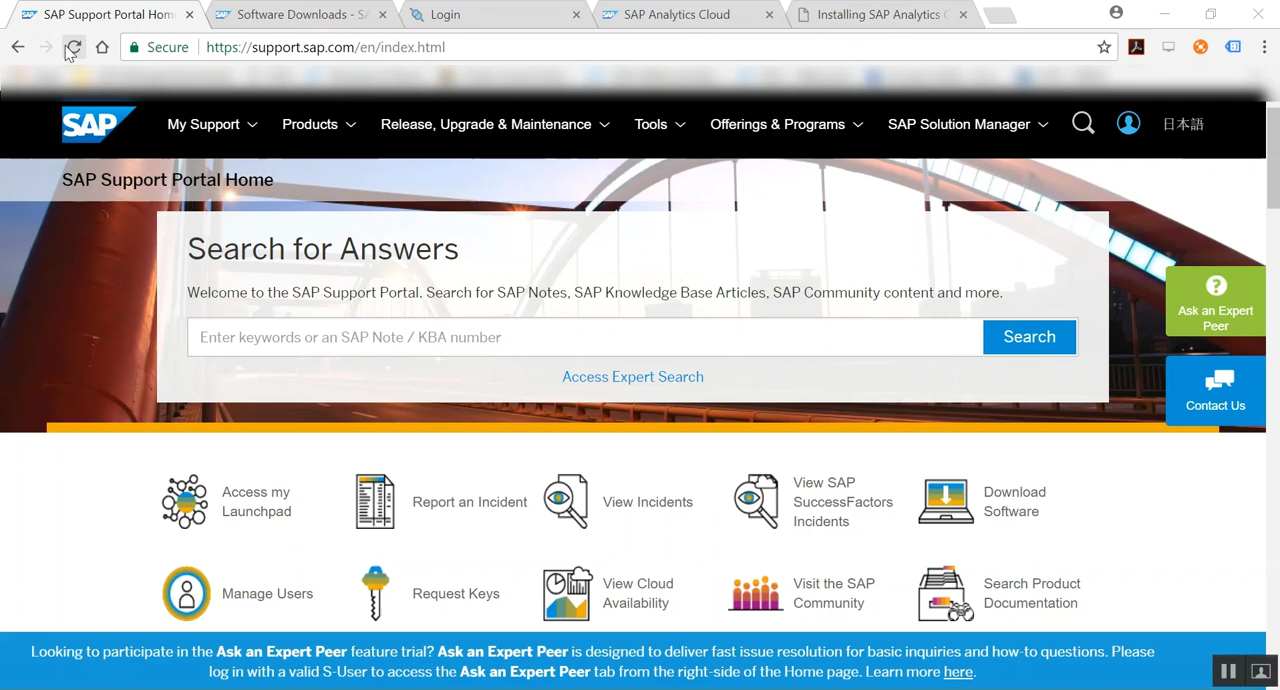 SAP Support Portal Hom
Software Downloads - SA
Login
SAP Analytics Cloud
Installing SAP Analytics C
Secure
https://support.sap.com/en/index.html
SAP
My Support
Products
Release, Upgrade & Maintenance
Tools
Offerings & Programs
SAP Solution Manager
日本語
SAP Support Portal Home
Search for Answers
Welcome to the SAP Support Portal. Search for SAP Notes, SAP Knowledge Base Articles, SAP Community content and more.
Enter keywords or an SAP Note / KBA number
Search
Access Expert Search
Ask an Expert
Peer
Contact Us
Access my
Launchpad
Report an Incident
View Incidents
View SAP
SuccessFactors
Incidents
Download
Software
Manage Users
Request Keys
View Cloud
Availability
Visit the SAP
Community
Search Product
Documentation
Looking to participate in the Ask an Expert Peer feature trial? Ask an Expert Peer is designed to deliver fast issue resolution for basic inquiries and how-to questions. Please
log in with a valid S-User to access the Ask an Expert Peer tab from the right-side of the Home page. Learn more here.